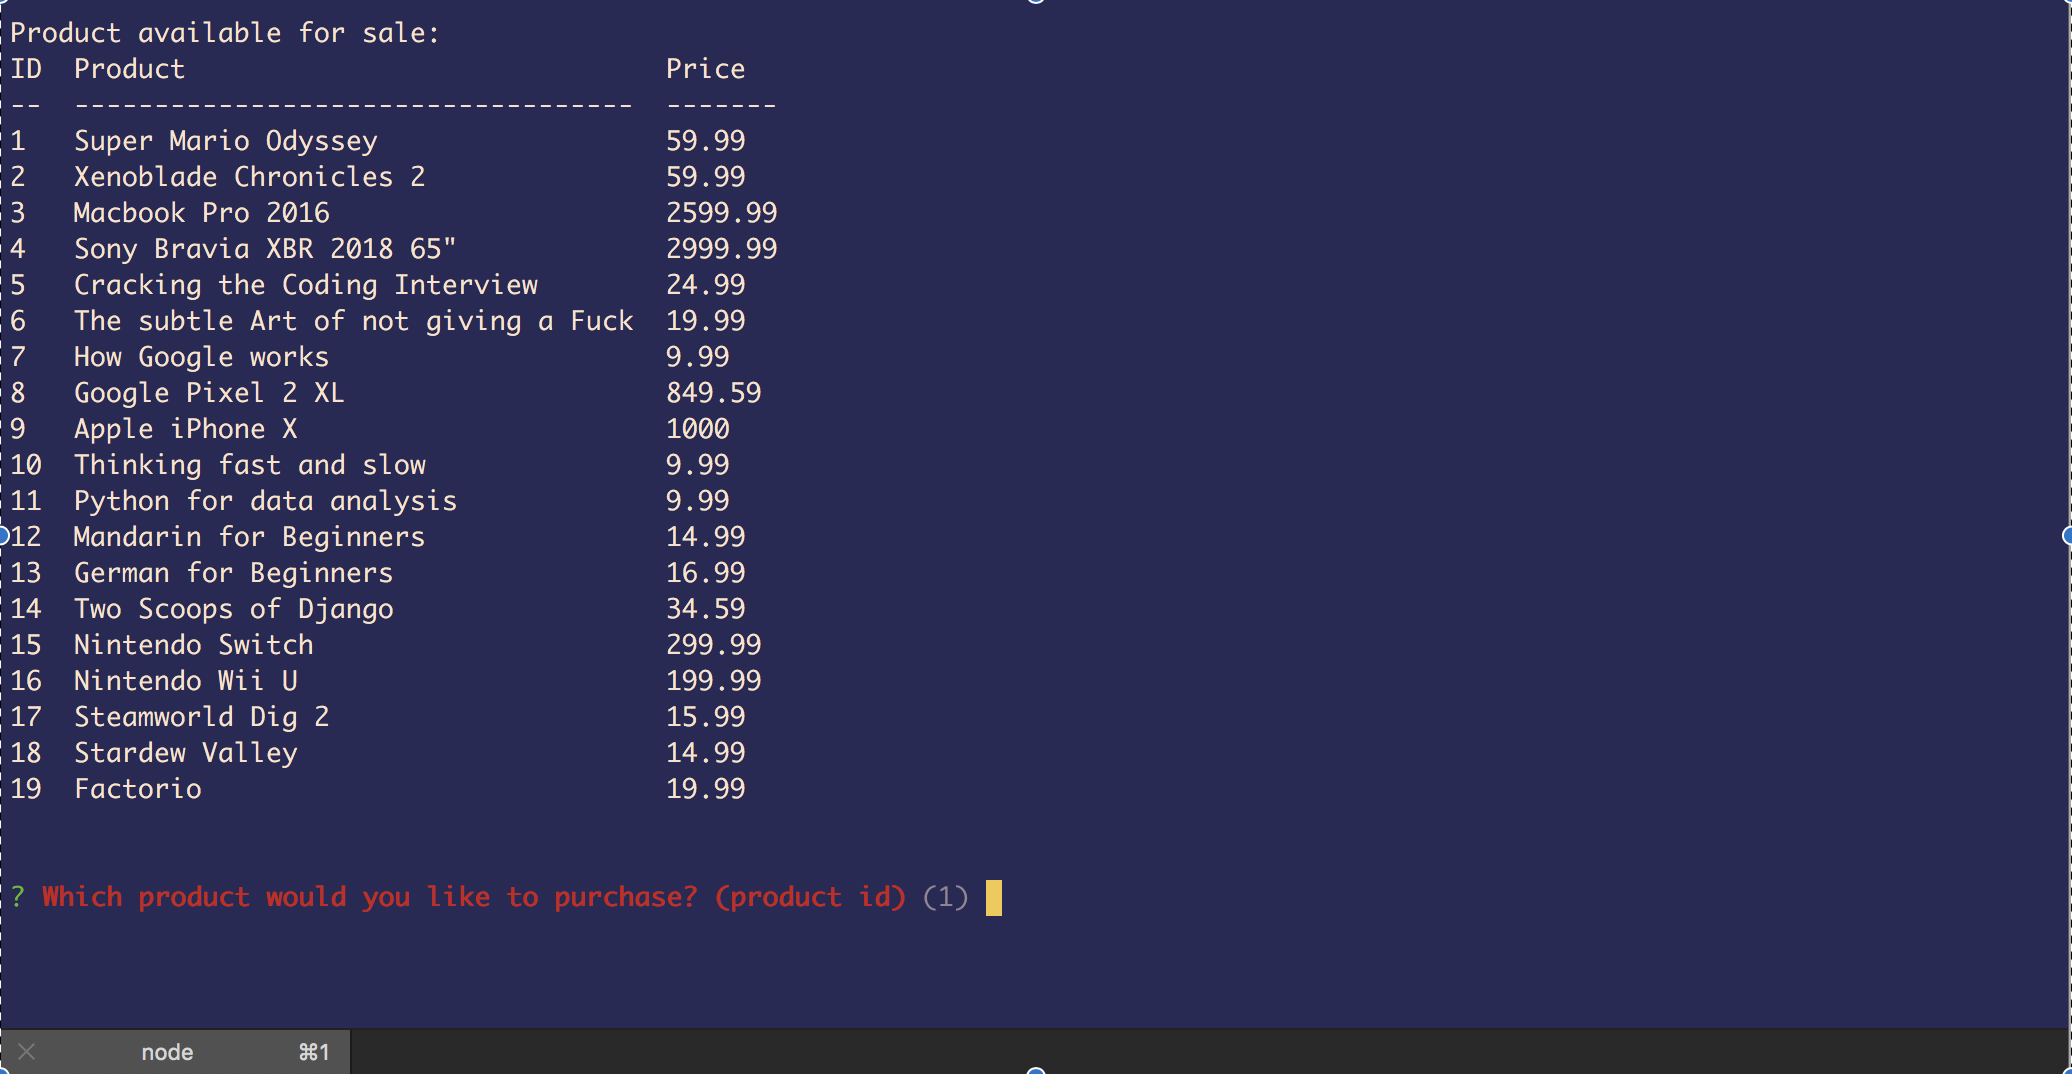 Product available for sale:
ID  Product                              Price
--  -----------------------------------  -------
1   Super Mario Odyssey                  59.99
2   Xenoblade Chronicles 2               59.99
3   Macbook Pro 2016                     2599.99
4   Sony Bravia XBR 2018 65"             2999.99
5   Cracking the Coding Interview        24.99
6   The subtle Art of not giving a Fuck  19.99
7   How Google works                     9.99
8   Google Pixel 2 XL                    849.59
9   Apple iPhone X                       1000
10  Thinking fast and slow               9.99
11  Python for data analysis             9.99
12  Mandarin for Beginners               14.99
13  German for Beginners                 16.99
14  Two Scoops of Django                 34.59
15  Nintendo Switch                      299.99
16  Nintendo Wii U                       199.99
17  Steamworld Dig 2                     15.99
18  Stardew Valley                       14.99
19  Factorio                             19.99
? Which product would you like to purchase? (product id) (1)
node ⌘1